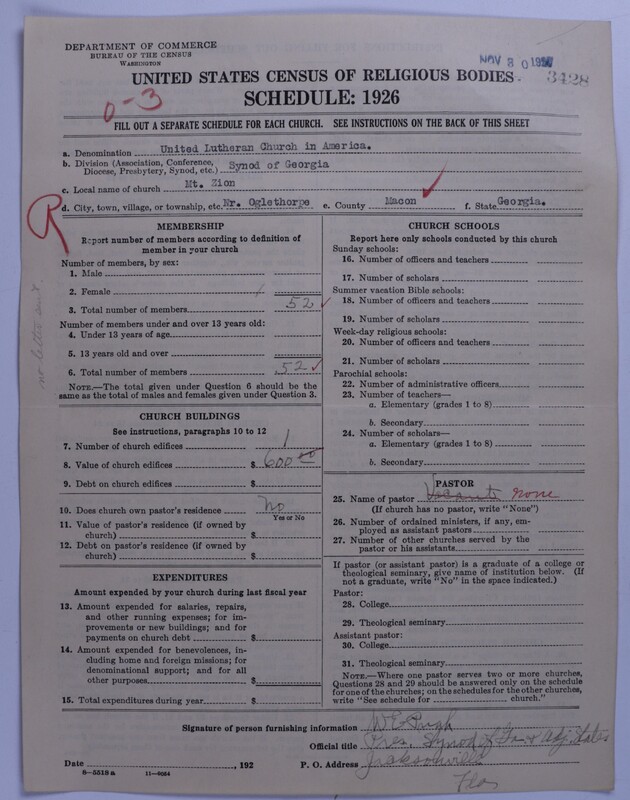 DEPARTMENT OF COMMERCE
BUREAU OF THE CENSUS
WASHINGTON
NOV 30 1927
3428
UNITED STATES CENSUS OF RELIGIOUS BODIES
SCHEDULE: 1926
0-3
FILL OUT A SEPARATE SCHEDULE FOR EACH CHURCH. SEE INSTRUCTIONS ON THE BACK OF THIS SHEET
a. Denomination United Lutheran Church in America.
b. Division (Association, Conference, Diocese, Presbytery, Synod, etc.) Synod of Georgia
c. Local name of church Mt. Zion
R
d. City, town, village, or township, etc. Nr. Oglethorpe e. County Macon f. State Georgia.
no letter sent
MEMBERSHIP
Report number of members according to definition of
member in your church
Number of members, by sex:
1. Male
2. Female
3. Total number of members 52
Number of members under and over 13 years old:
4. Under 13 years of age
5. 13 years old and over
6. Total number of members 52
NOTE.—The total given under Question 6 should be the
same as the total of males and females given under Question 3.
CHURCH BUILDINGS
See instructions, paragraphs 10 to 12
7. Number of church edifices 1
8. Value of church edifices $ 600.00
9. Debt on church edifices $
10. Does church own pastor's residence? No
Yes or No
11. Value of pastor's residence (if owned by
church) $
12. Debt on pastor's residence (if owned by
church) $
EXPENDITURES
Amount expended by your church during last fiscal year
13. Amount expended for salaries, repairs,
and other running expenses; for im-
provements or new buildings; and for
payments on church debt $
14. Amount expended for benevolences, in-
cluding home and foreign missions; for
denominational support; and for all
other purposes $
15. Total expenditures during year $
CHURCH SCHOOLS
Report here only schools conducted by this church
Sunday schools:
16. Number of officers and teachers
17. Number of scholars
Summer vacation Bible schools:
18. Number of officers and teachers
19. Number of scholars
Week-day religious schools:
20. Number of officers and teachers
21. Number of scholars
Parochial schools:
22. Number of administrative officers
23. Number of teachers—
a. Elementary (grades 1 to 8)
b. Secondary
24. Number of scholars—
a. Elementary (grades 1 to 8)
b. Secondary
PASTOR
25. Name of pastor Vacant none
(If church has no pastor, write "None")
26. Number of ordained ministers, if any, em-
ployed as assistant pastors
27. Number of other churches served by the
pastor or his assistants
If pastor (or assistant pastor) is a graduate of a college or
theological seminary, give name of institution below. (If
not a graduate, write "No" in the space indicated.)
Pastor:
28. College
29. Theological seminary
Assistant pastor:
30. College
31. Theological seminary
NOTE.—Where one pastor serves two or more churches,
Questions 28 and 29 should be answered only on the schedule
for one of the churches; on the schedules for the other churches,
write "See schedule for church."
Signature of person furnishing information W E Pugh
Official title Pres. Synod of Ga & Adj. States
Date , 192 P. O. Address Jacksonville
Fla
8—5518 a 11—9064